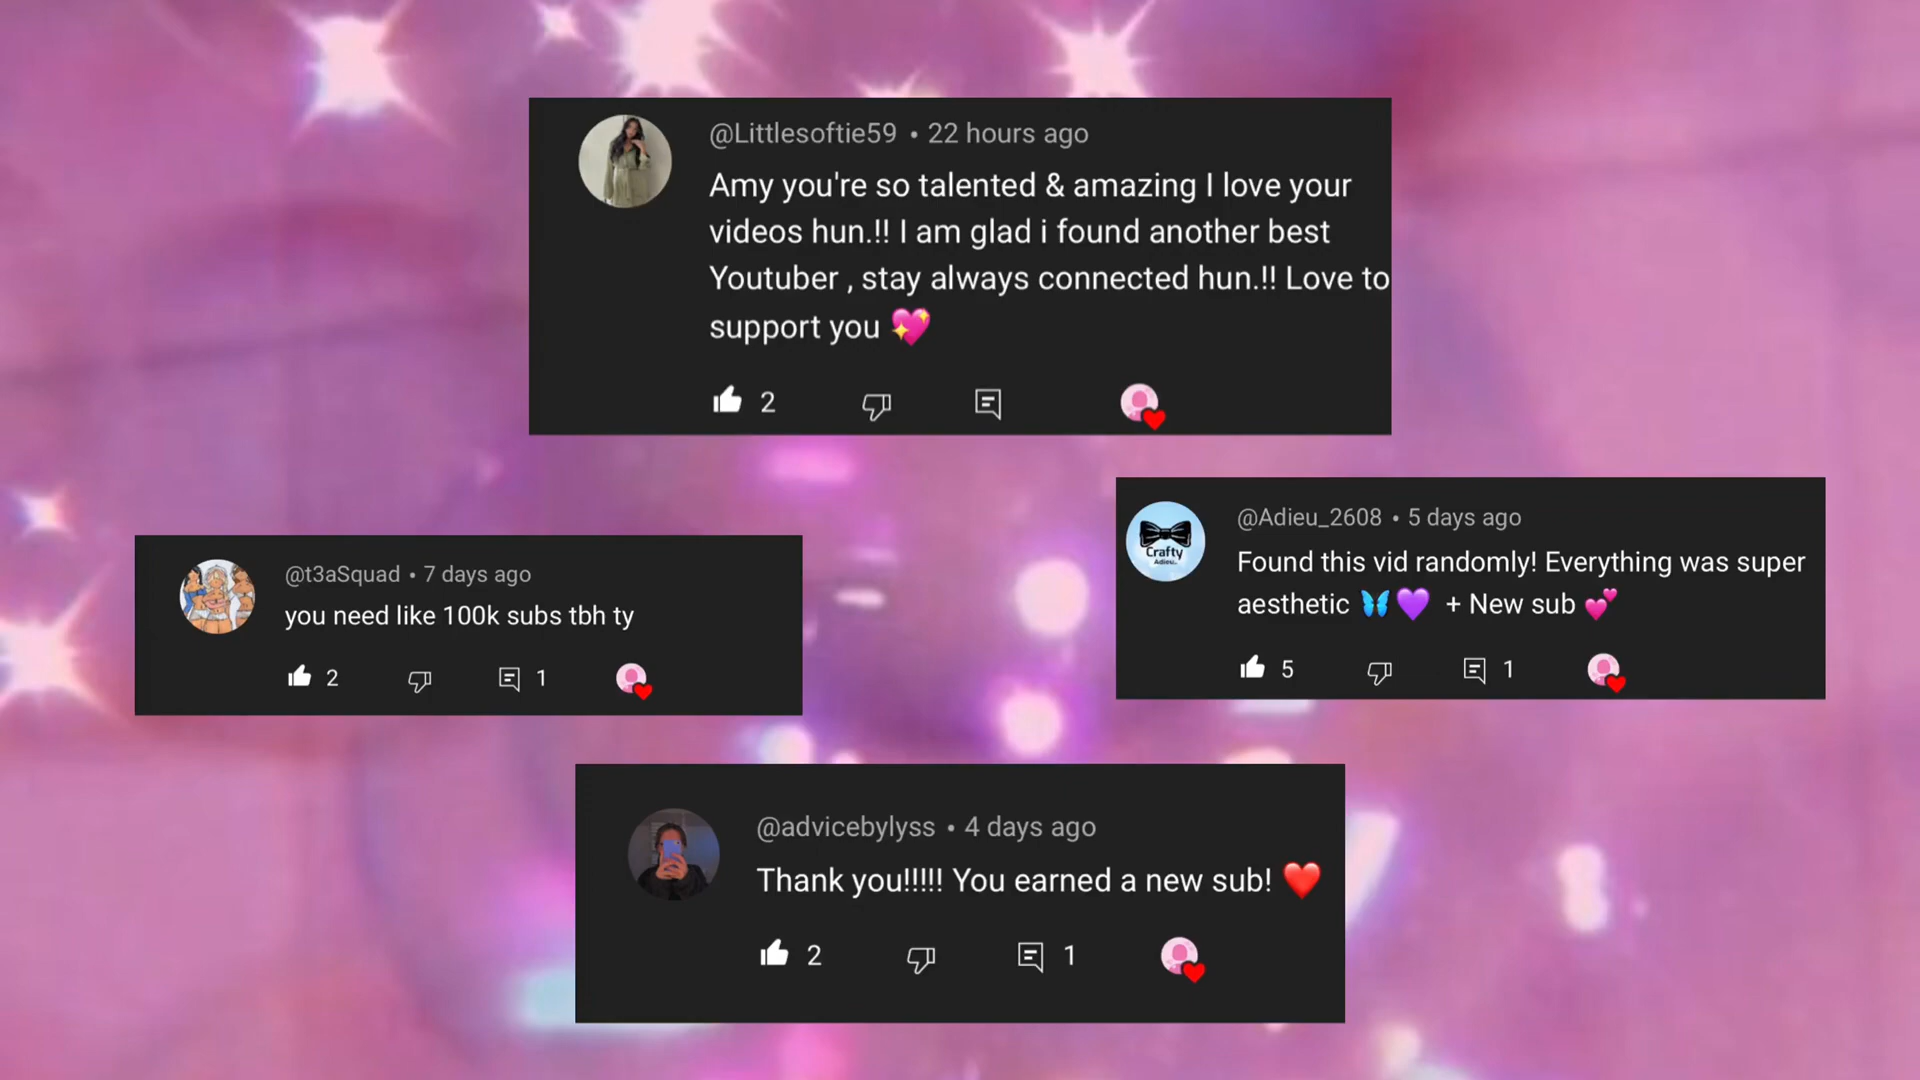 @Littlesoftie59 • 22 hours ago
Amy you're so talented & amazing I love your
videos hun.!! I am glad i found another best
Youtuber , stay always connected hun.!! Love to
support you 💖
2
@t3aSquad • 7 days ago
you need like 100k subs tbh ty
2 1
Crafty
Adieu_
@Adieu_2608 • 5 days ago
Found this vid randomly! Everything was super
aesthetic 🦋💜 + New sub 💕
5 1
@advicebylyss • 4 days ago
Thank you!!!!! You earned a new sub! ❤️
2 1